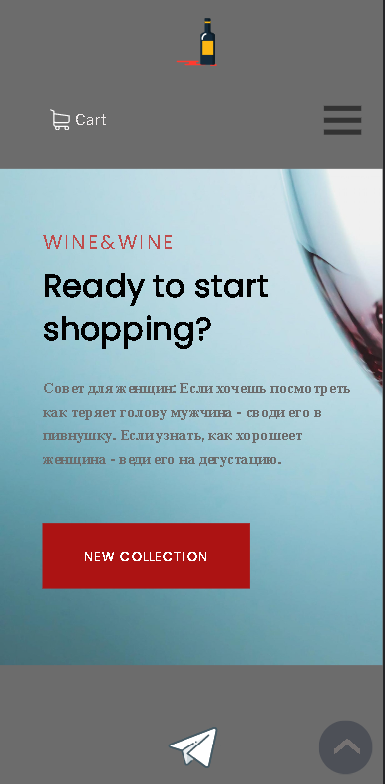 Cart
WINE&WINE
Ready to start
shopping?
Совет для женщин: Если хочешь посмотреть
как теряет голову мужчина - своди его в
пивнушку. Если узнать, как хорошеет
женщина - веди его на дегустацию.
NEW COLLECTION